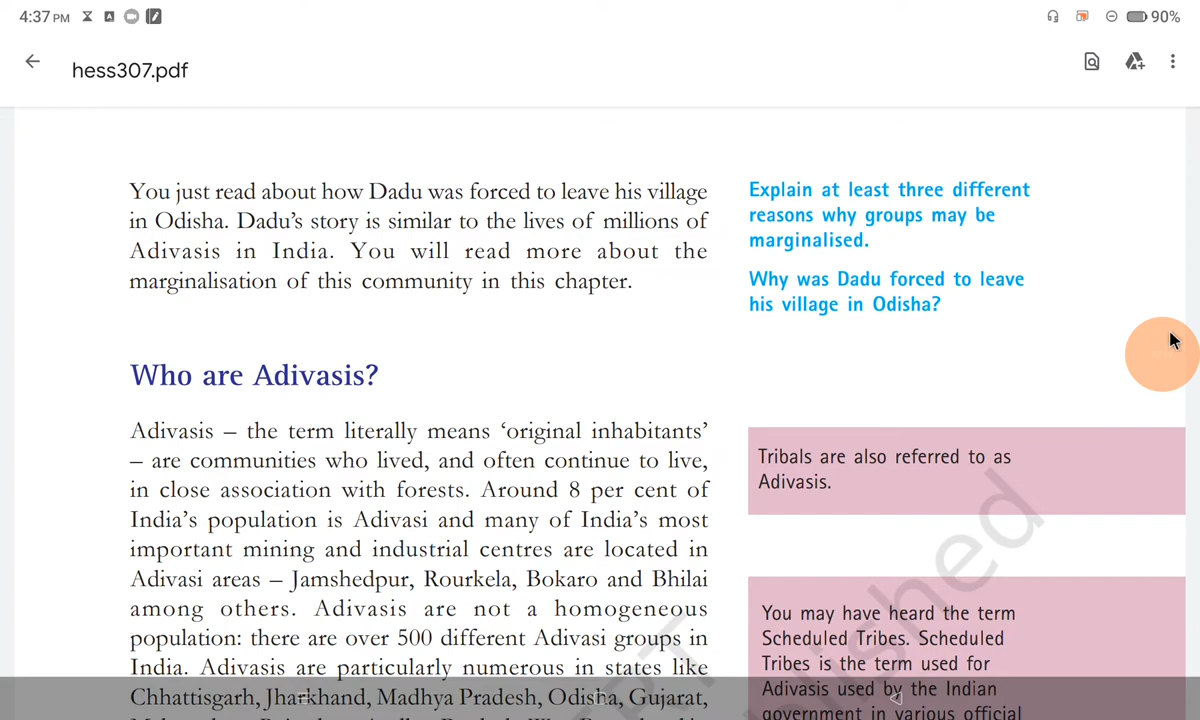 4:37 PM
90%
hess307.pdf
You just read about how Dadu was forced to leave his village
in Odisha. Dadu's story is similar to the lives of millions of
Adivasis in India. You will read more about the
marginalisation of this community in this chapter.
Explain at least three different
reasons why groups may be
marginalised.
Why was Dadu forced to leave
his village in Odisha?
Who are Adivasis?
Adivasis – the term literally means ‘original inhabitants’
– are communities who lived, and often continue to live,
in close association with forests. Around 8 per cent of
India's population is Adivasi and many of India's most
important mining and industrial centres are located in
Adivasi areas – Jamshedpur, Rourkela, Bokaro and Bhilai
among others. Adivasis are not a homogeneous
population: there are over 500 different Adivasi groups in
India. Adivasis are particularly numerous in states like
Chhattisgarh, Jharkhand, Madhya Pradesh, Odisha, Gujarat,
Tribals are also referred to as
Adivasis.
You may have heard the term
Scheduled Tribes. Scheduled
Tribes is the term used for
Adivasis used by the Indian
government in various official